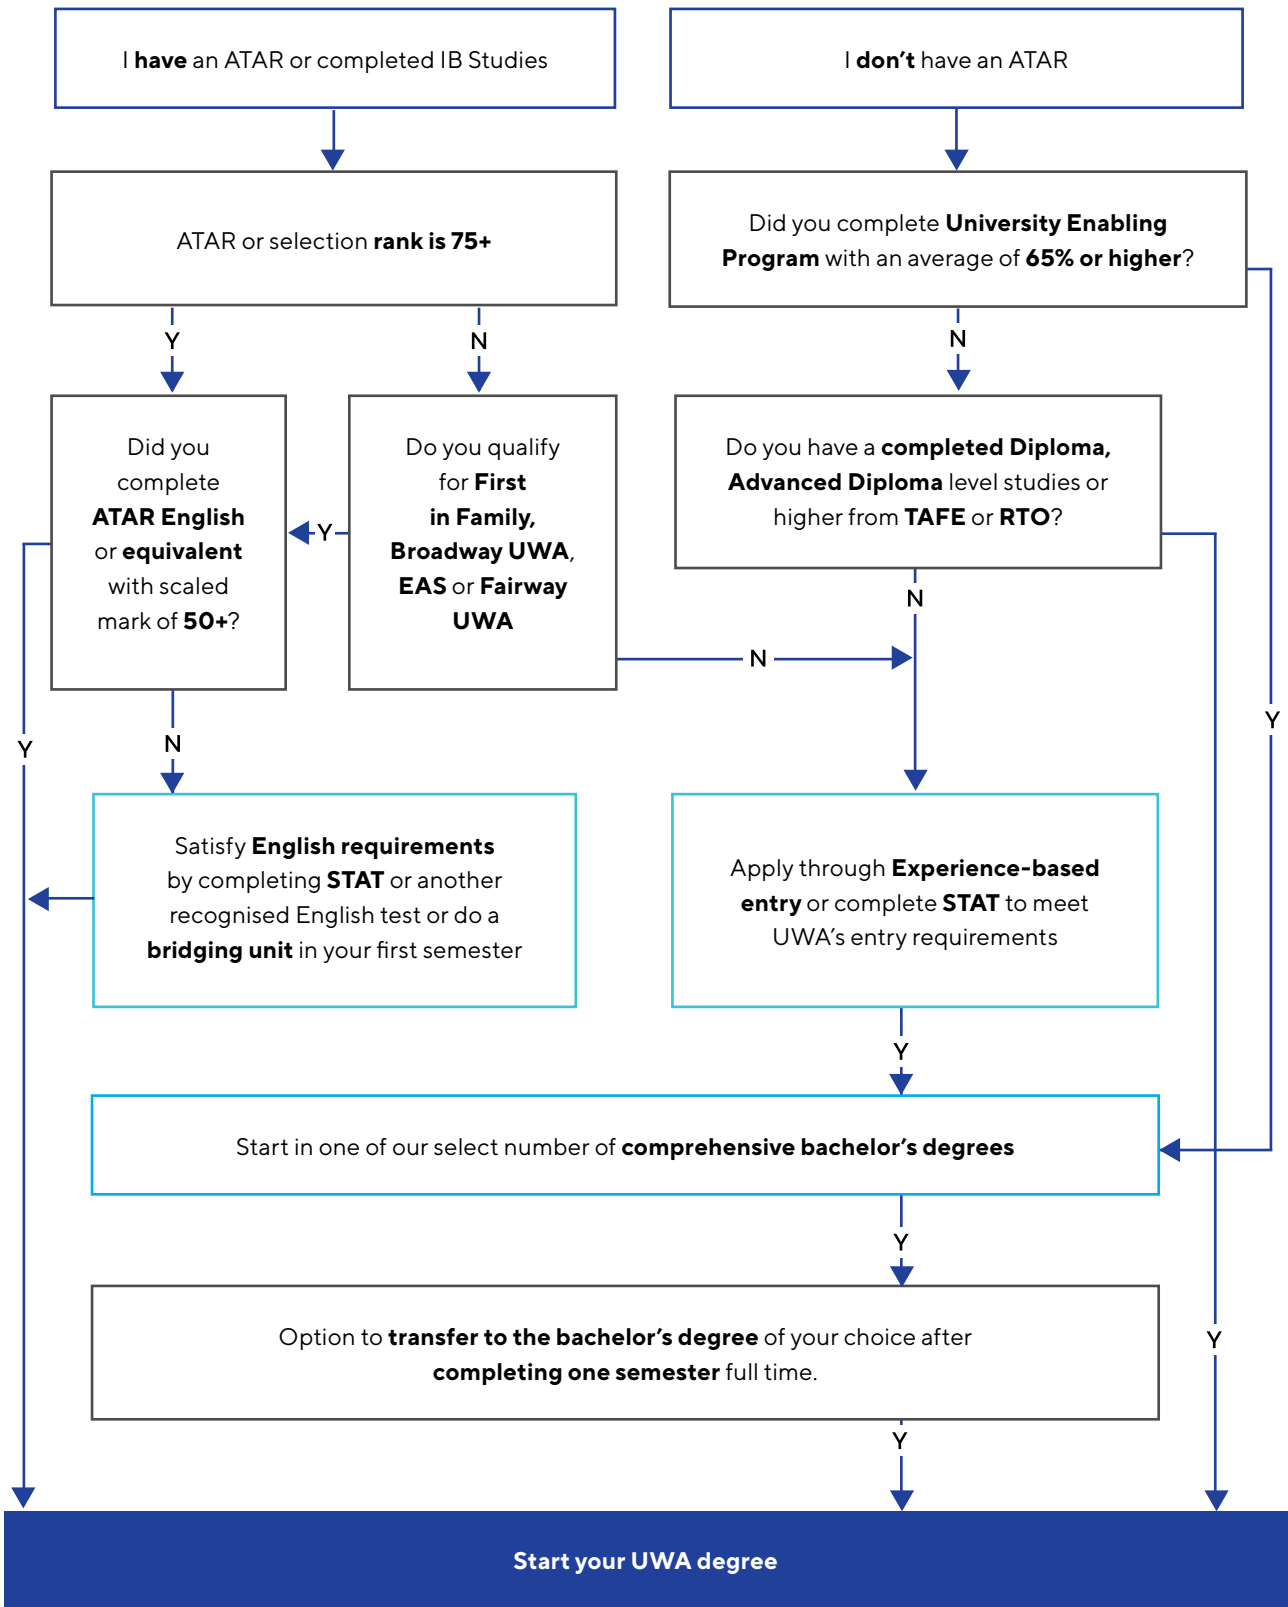 I have an ATAR or completed IB Studies
I don't have an ATAR
ATAR or selection rank is 75+
Did you complete University Enabling
Program with an average of 65% or higher?
Y
N
N
Did you
complete
ATAR English
or equivalent
with scaled
mark of 50+?
Y
Do you qualify
for First
in Family,
Broadway UWA,
EAS or Fairway
UWA
Do you have a completed Diploma,
Advanced Diploma level studies or
higher from TAFE or RTO?
N
N
Y
N
Y
Satisfy English requirements
by completing STAT or another
recognised English test or do a
bridging unit in your first semester
Apply through Experience-based
entry or complete STAT to meet
UWA's entry requirements
Y
Start in one of our select number of comprehensive bachelor's degrees
Y
Option to transfer to the bachelor's degree of your choice after
completing one semester full time.
Y
Y
Start your UWA degree